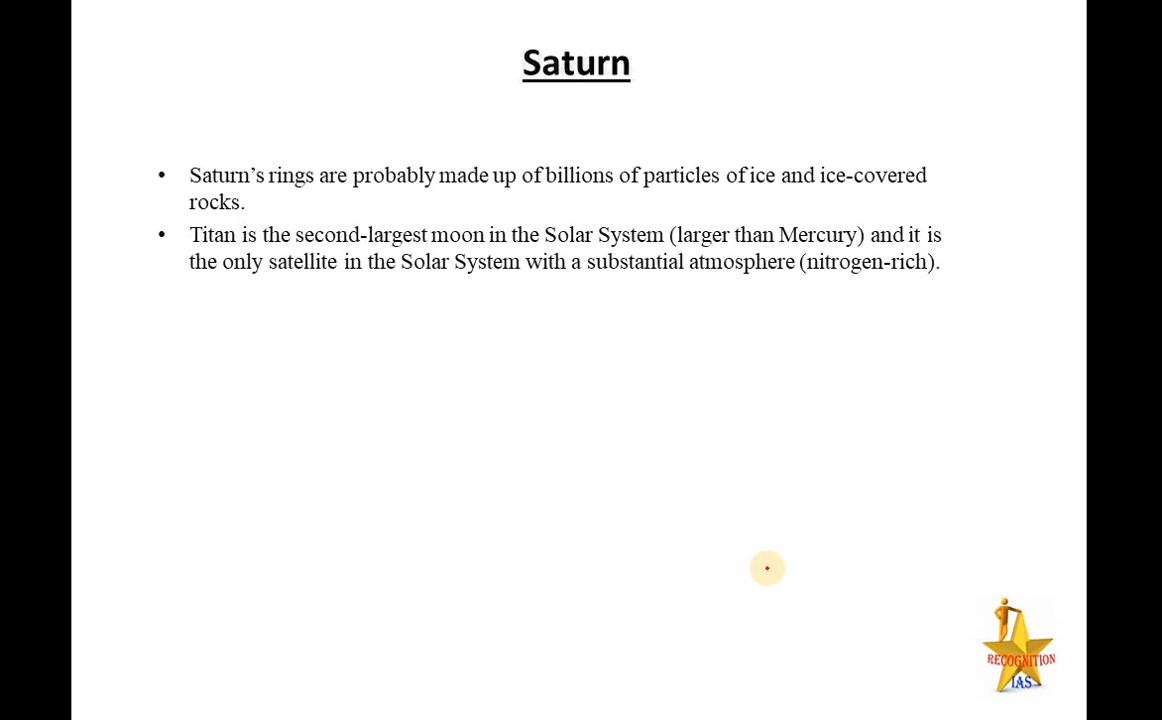 Saturn
• Saturn’s rings are probably made up of billions of particles of ice and ice-covered
rocks.
• Titan is the second-largest moon in the Solar System (larger than Mercury) and it is
the only satellite in the Solar System with a substantial atmosphere (nitrogen-rich).
RECOGNITION
IAS